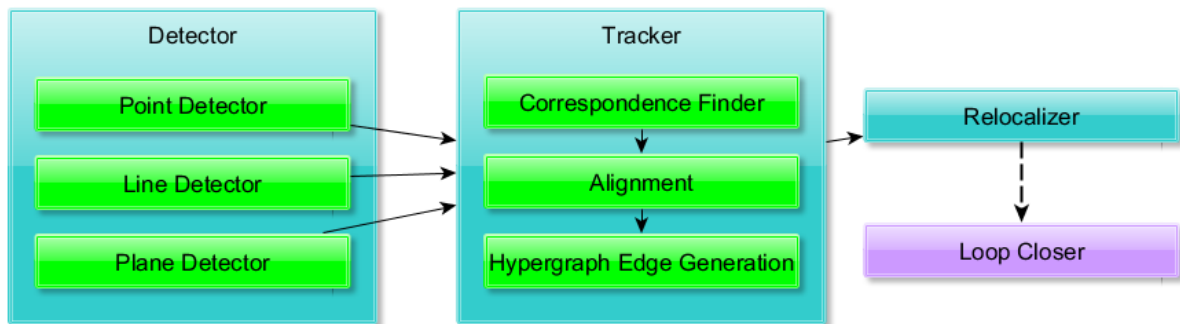 Detector
Point Detector
Line Detector
Plane Detector
Tracker
Correspondence Finder
Alignment
Hypergraph Edge Generation
Relocalizer
Loop Closer